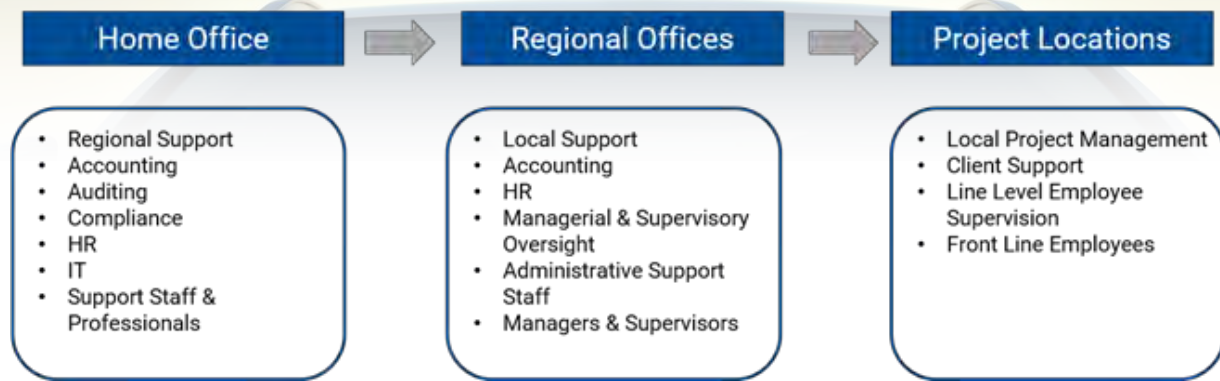 Home Office
Regional Offices
Project Locations
• Regional Support
• Accounting
• Auditing
• Compliance
• HR
• IT
• Support Staff &
Professionals
• Local Support
• Accounting
• HR
• Managerial & Supervisory
Oversight
• Administrative Support
Staff
• Managers & Supervisors
• Local Project Management
• Client Support
• Line Level Employee
Supervision
• Front Line Employees